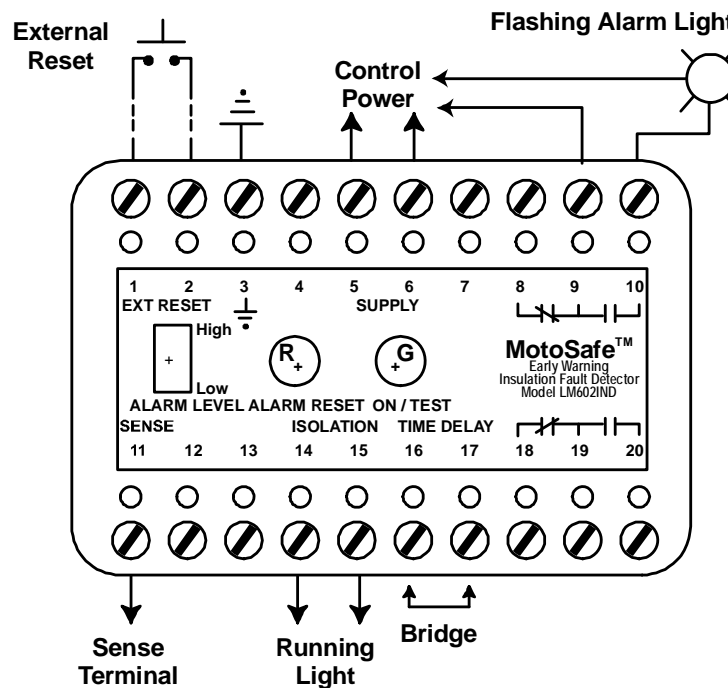 External
Reset
Flashing Alarm Light
Control
Power
1 2 3 4 5 6 7 8 9 10
EXT RESET SUPPLY
High
Low
R
G
MotoSafe™
Early Warning
Insulation Fault Detector
Model LM602IND
ALARM LEVEL ALARM RESET ON / TEST
SENSE ISOLATION TIME DELAY
11 12 13 14 15 16 17 18 19 20
Sense
Terminal
Running
Light
Bridge